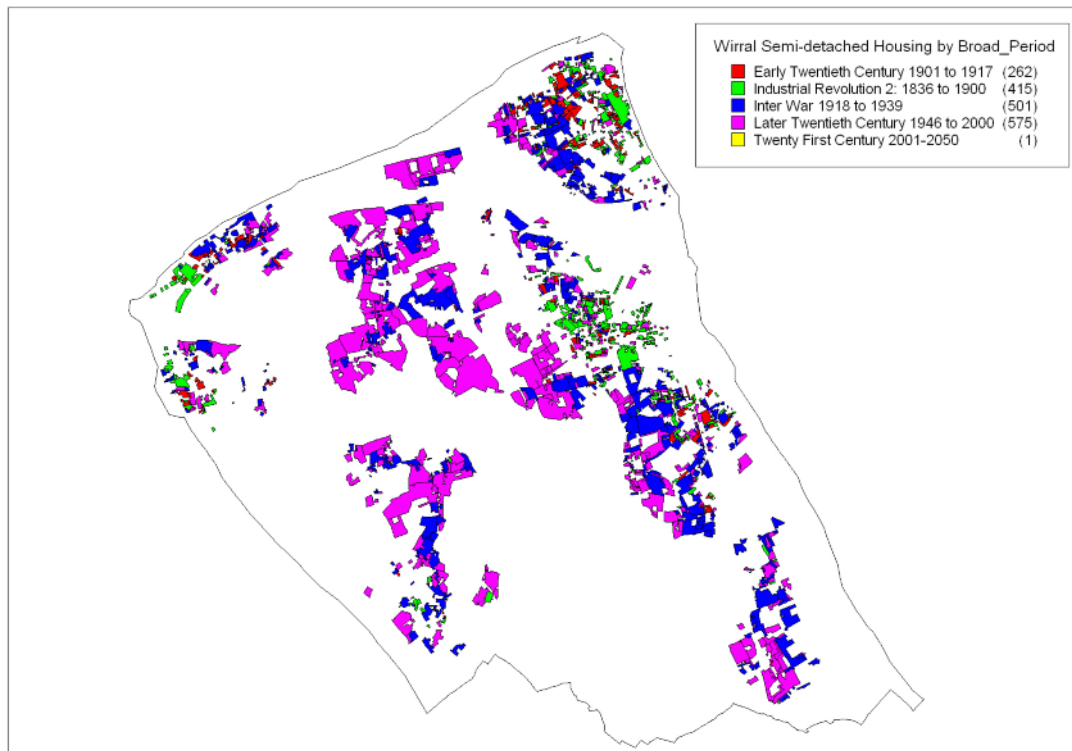 Wirral Semi-detached Housing by Broad_Period
Early Twentieth Century 1901 to 1917 (262)
Industrial Revolution 2: 1836 to 1900 (415)
Inter War 1918 to 1939 (501)
Later Twentieth Century 1946 to 2000 (575)
Twenty First Century 2001-2050 (1)